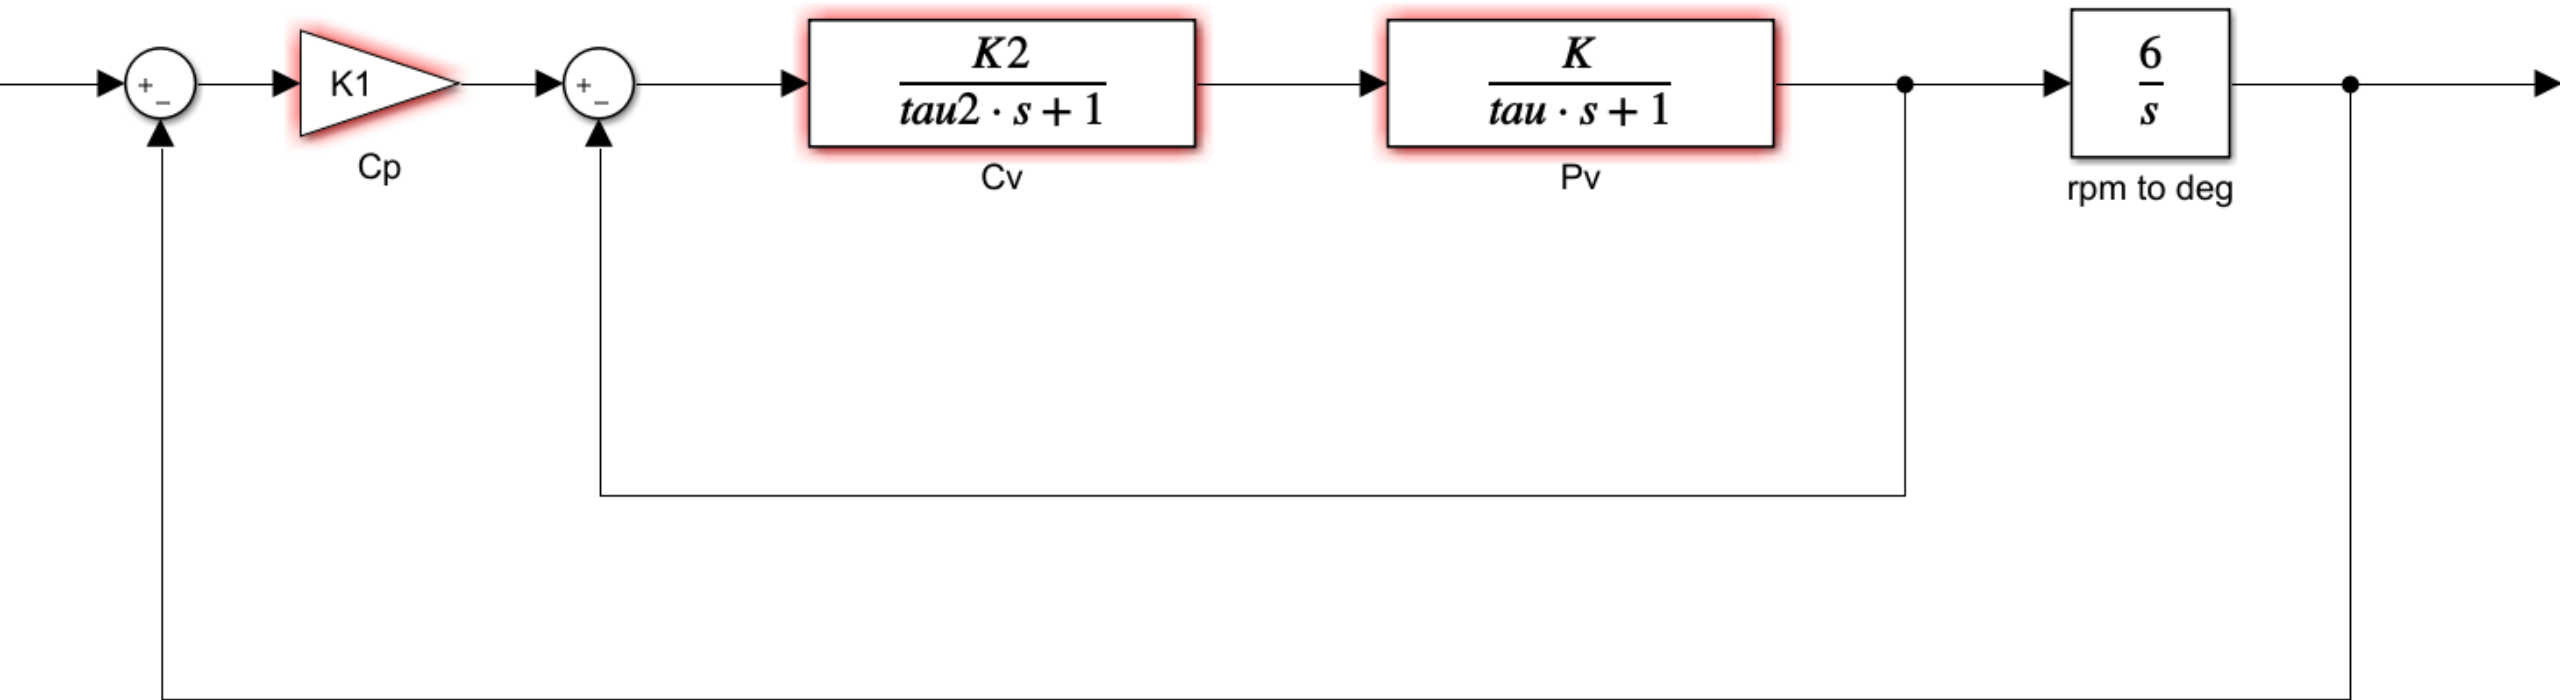 +
−
K1
Cp
+
−
K2
tau2 · s + 1
Cv
K
tau · s + 1
Pv
6
s
rpm to deg